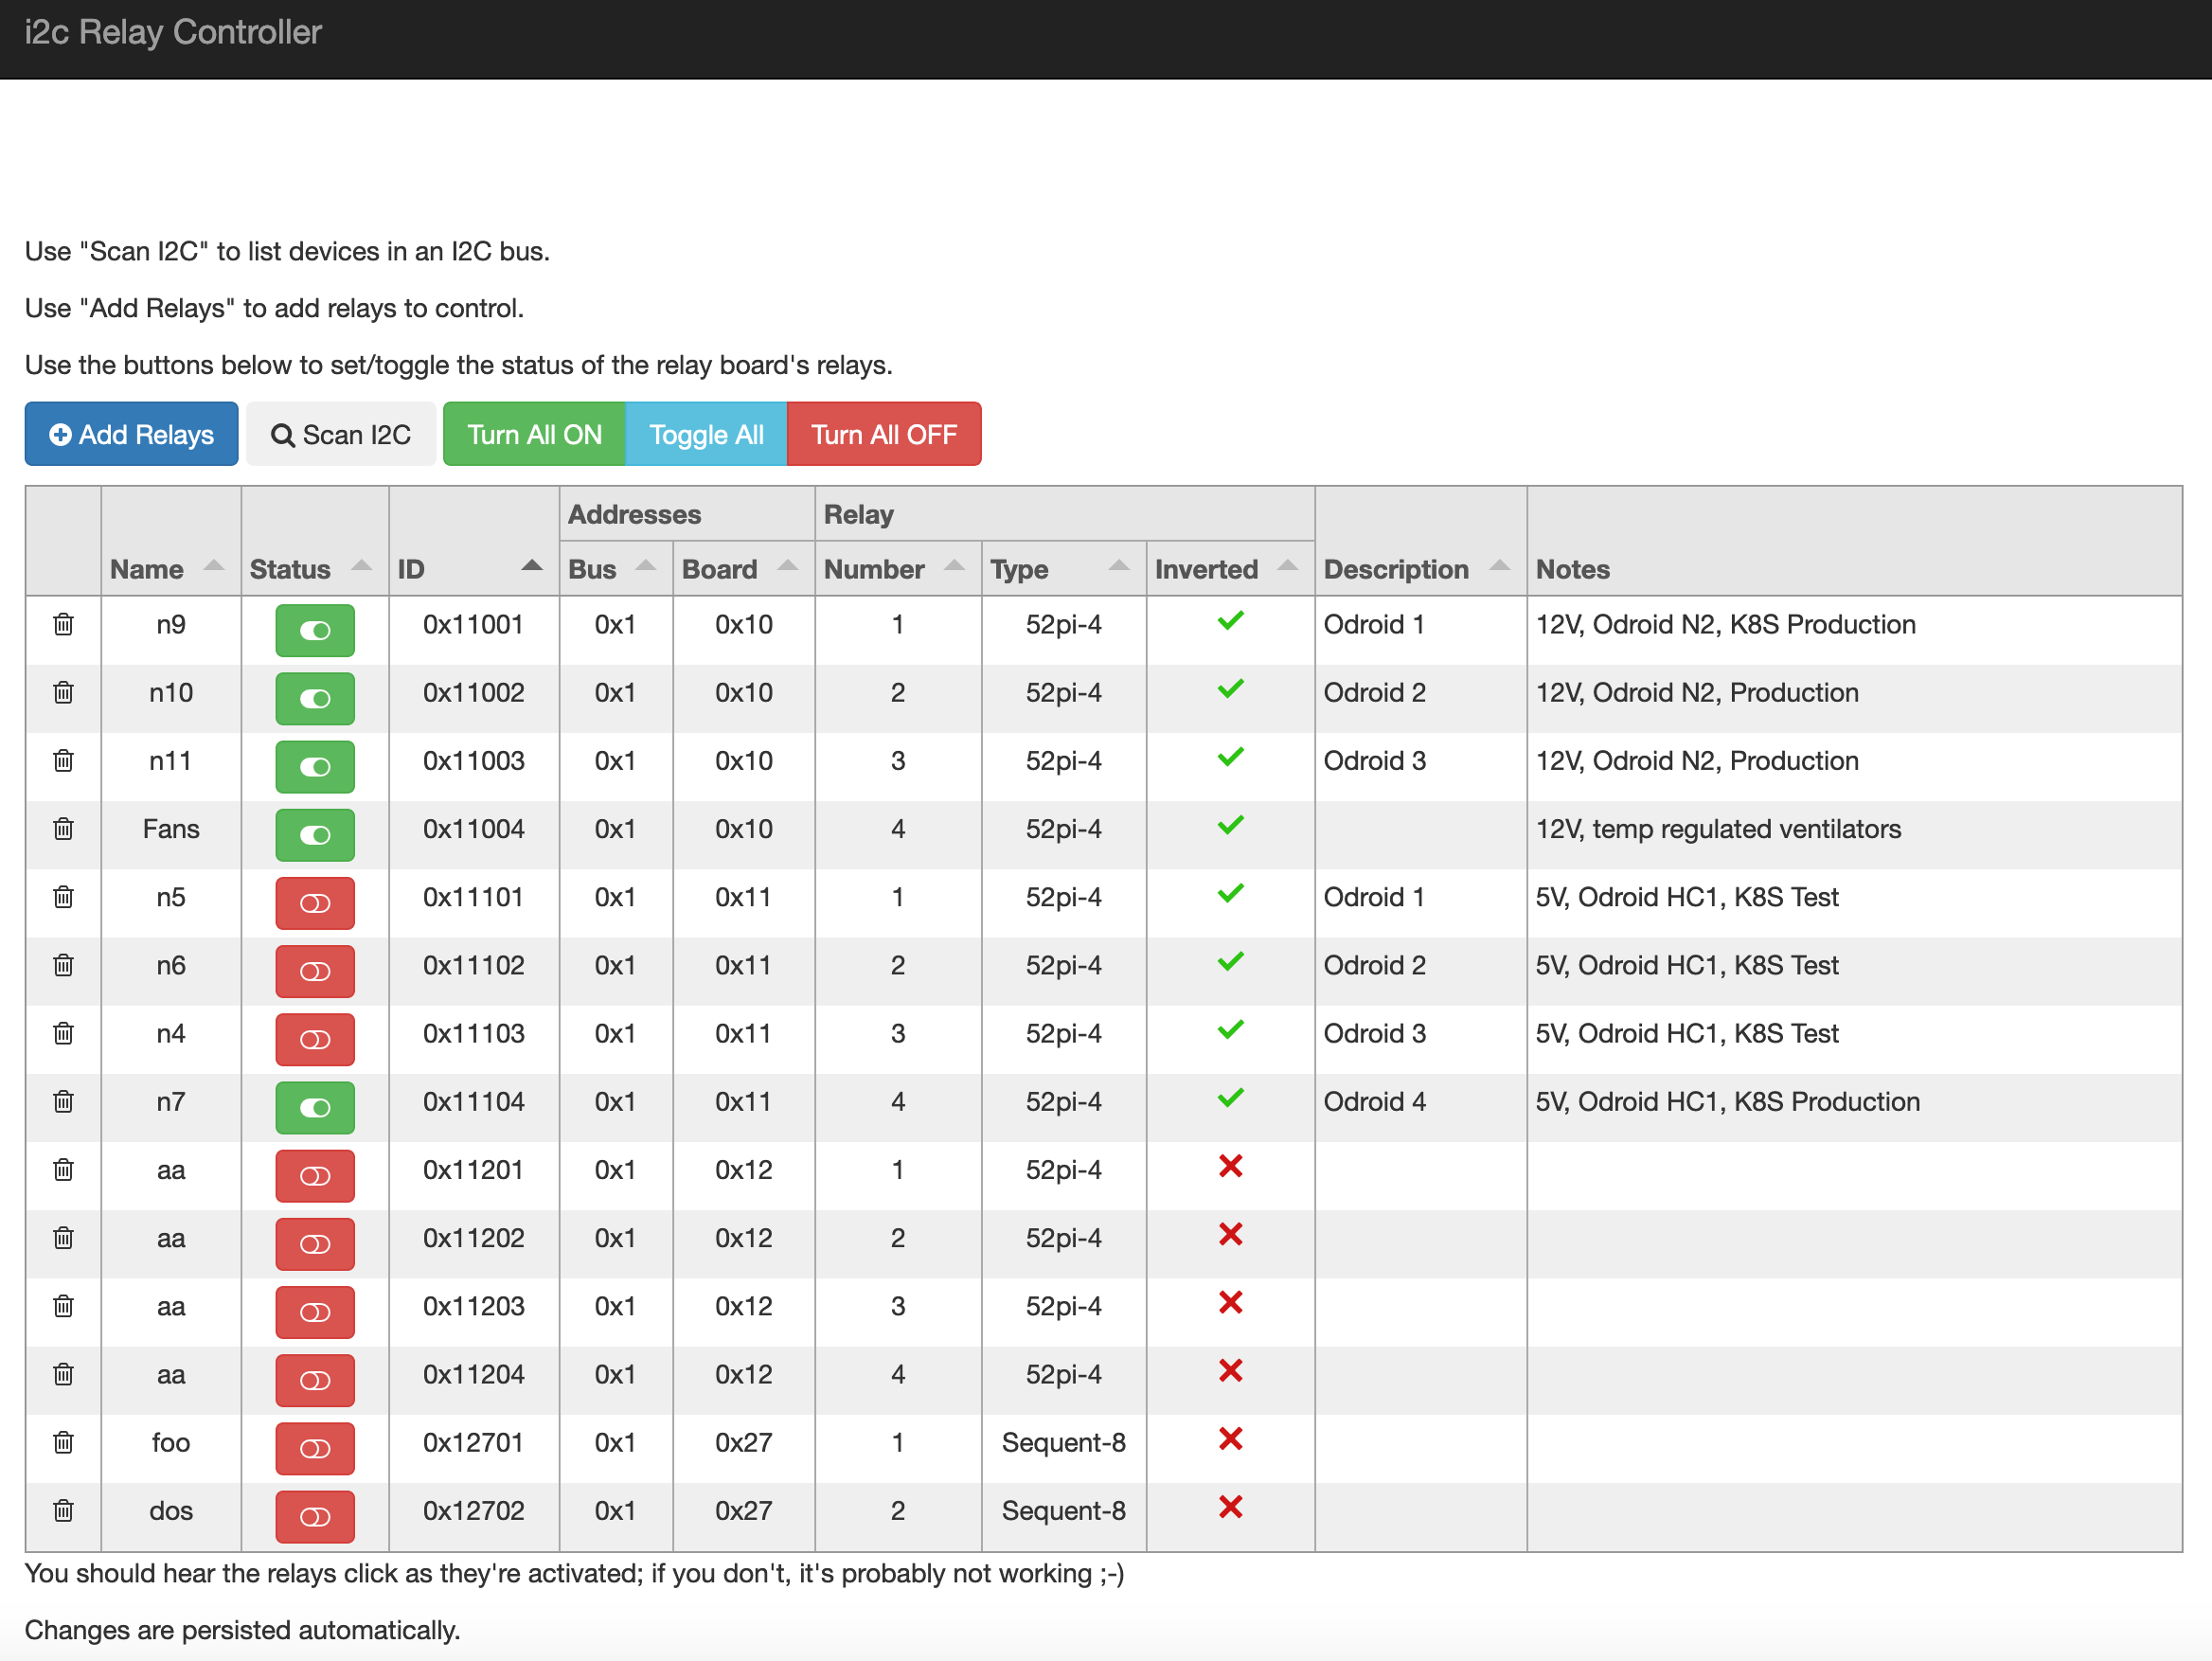 i2c Relay Controller
Use "Scan I2C" to list devices in an I2C bus.
Use "Add Relays" to add relays to control.
Use the buttons below to set/toggle the status of the relay board's relays.
Add Relays Scan I2C Turn All ON Toggle All Turn All OFF
Addresses Relay
Name Status ID Bus Board Number Type Inverted Description Notes
n9 0x11001 0x1 0x10 1 52pi-4 Odroid 1 12V, Odroid N2, K8S Production
n10 0x11002 0x1 0x10 2 52pi-4 Odroid 2 12V, Odroid N2, Production
n11 0x11003 0x1 0x10 3 52pi-4 Odroid 3 12V, Odroid N2, Production
Fans 0x11004 0x1 0x10 4 52pi-4 12V, temp regulated ventilators
n5 0x11101 0x1 0x11 1 52pi-4 Odroid 1 5V, Odroid HC1, K8S Test
n6 0x11102 0x1 0x11 2 52pi-4 Odroid 2 5V, Odroid HC1, K8S Test
n4 0x11103 0x1 0x11 3 52pi-4 Odroid 3 5V, Odroid HC1, K8S Test
n7 0x11104 0x1 0x11 4 52pi-4 Odroid 4 5V, Odroid HC1, K8S Production
aa 0x11201 0x1 0x12 1 52pi-4
aa 0x11202 0x1 0x12 2 52pi-4
aa 0x11203 0x1 0x12 3 52pi-4
aa 0x11204 0x1 0x12 4 52pi-4
foo 0x12701 0x1 0x27 1 Sequent-8
dos 0x12702 0x1 0x27 2 Sequent-8
You should hear the relays click as they're activated; if you don't, it's probably not working ;-)
Changes are persisted automatically.